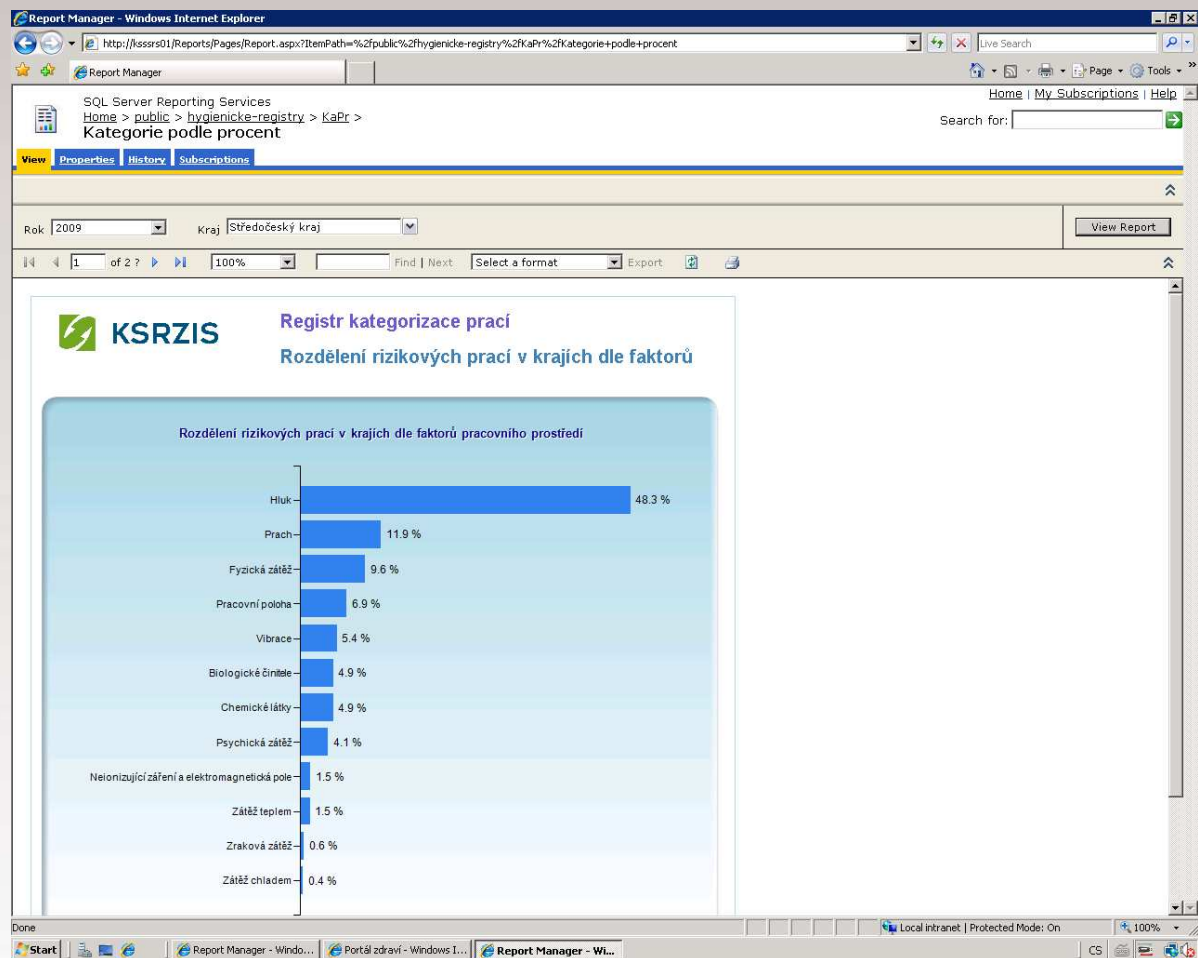 Report Manager - Windows Internet Explorer
http://kssrs01/Reports/Pages/Report.aspx?ItemPath=%2fpublic%2fhygienicke-registry%2fKaPr%2fKategorie+podle+procent
Live Search
Report Manager
Page Tools »
SQL Server Reporting Services
Home | My Subscriptions | Help
Home > public > hygienicke-registry > KaPr >
Kategorie podle procent
Search for:
View Properties History Subscriptions
Rok 2009 Kraj Středočeský kraj View Report
1 of 2 ? 100% Find | Next Select a format Export
KSRZIS
Registr kategorizace prací
Rozdělení rizikových prací v krajích dle faktorů
Rozdělení rizikových prací v krajích dle faktorů pracovního prostředí
Hluk 48.3 %
Prach 11.9 %
Fyzická zátěž 9.6 %
Pracovní poloha 6.9 %
Vibrace 5.4 %
Biologické činitele 4.9 %
Chemické látky 4.9 %
Psychická zátěž 4.1 %
Neionizující záření a elektromagnetická pole 1.5 %
Zátěž teplem 1.5 %
Zraková zátěž 0.6 %
Zátěž chladem 0.4 %
Done Local intranet | Protected Mode: On 100%
Start Report Manager - Windo... Portál zdraví - Windows I... Report Manager - Wi... CS